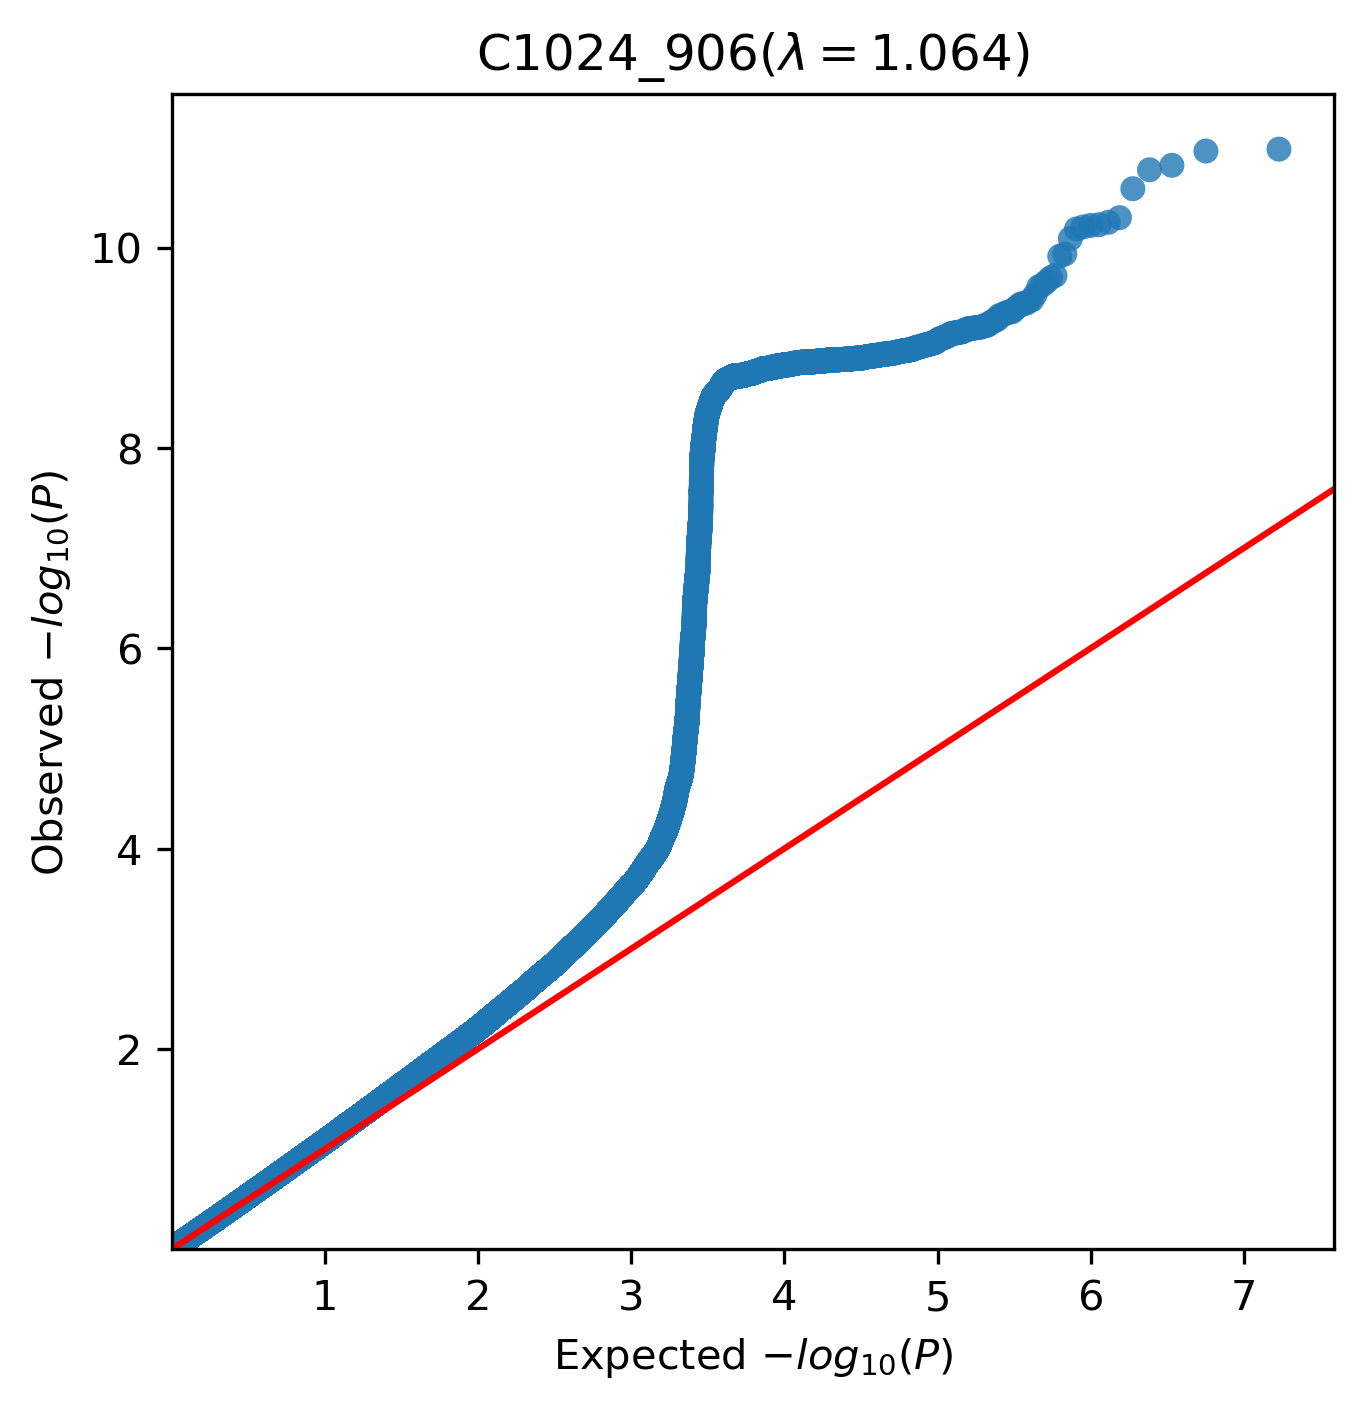 C1024_906(λ = 1.064)
10
8
6
4
2
Observed −log₁₀(P)
1 2 3 4 5 6 7
Expected −log₁₀(P)